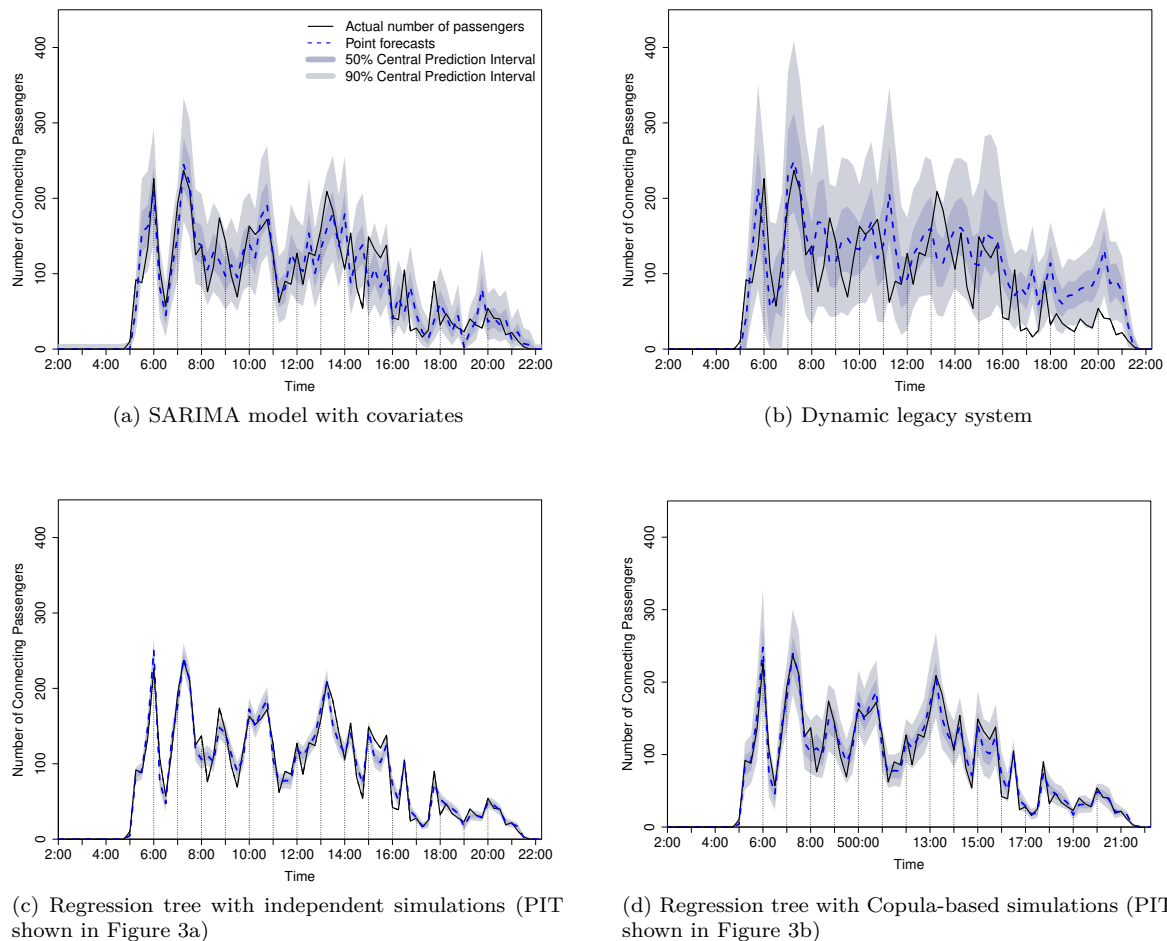 Actual number of passengers
Point forecasts
50% Central Prediction Interval
90% Central Prediction Interval
Number of Connecting Passengers
0 100 200 300 400
2:00 4:00 6:00 8:00 10:00 12:00 14:00 16:00 18:00 20:00 22:00
Time
(a) SARIMA model with covariates
Number of Connecting Passengers
0 100 200 300 400
2:00 4:00 6:00 8:00 10:00 12:00 14:00 16:00 18:00 20:00 22:00
Time
(b) Dynamic legacy system
Number of Connecting Passengers
0 100 200 300 400
2:00 6:00 8:00 10:00 12:00 14:00 16:00 18:00 20:00 22:00
Time
(c) Regression tree with independent simulations (PIT
shown in Figure 3a)
Number of Connecting Passengers
0 100 200 300 400
2:00 6:00 8:00 500:00 13:00 15:00 17:00 19:00 21:00
Time
(d) Regression tree with Copula-based simulations (PIT
shown in Figure 3b)